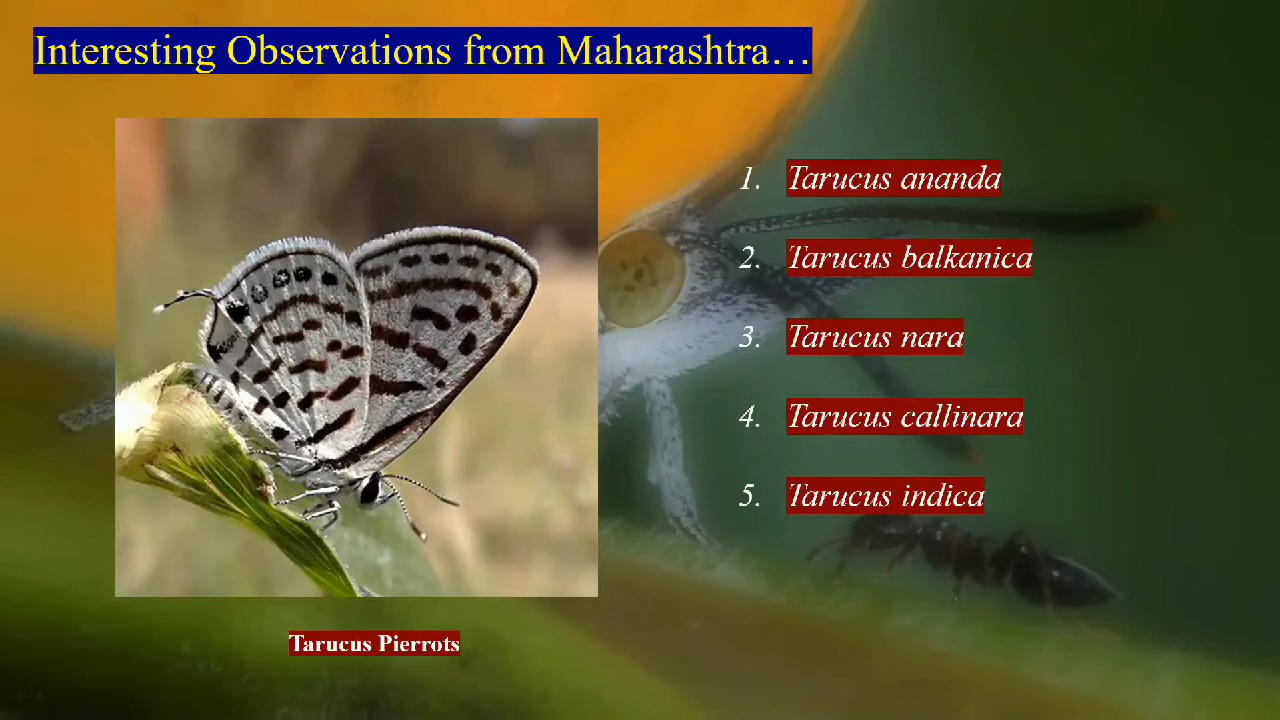 Interesting Observations from Maharashtra…
1. Tarucus ananda
2. Tarucus balkanica
3. Tarucus nara
4. Tarucus callinara
5. Tarucus indica
Tarucus Pierrots